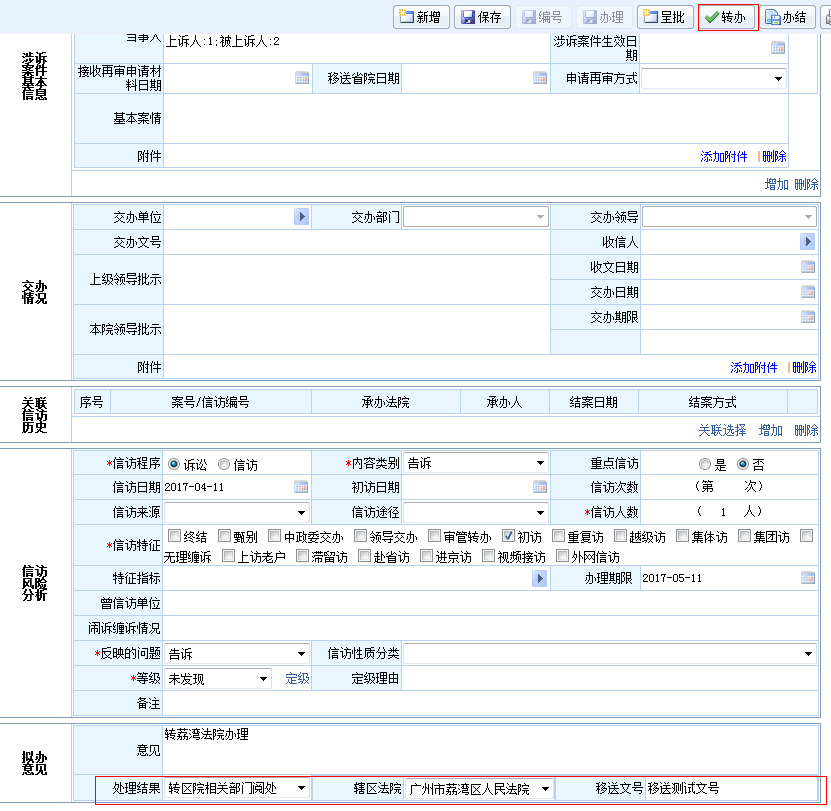 新增 保存 编号 办理 呈批 转办 办结
涉诉案件基本信息
当事人 上诉人:1;被上诉人:2 涉诉案件生效日期
接收再审申请材料日期 移送省院日期 申请再审方式
基本案情
附件 添加附件 |删除
增加 删除
交办情况
交办单位 交办部门 交办领导
交办文号 收信人
上级领导批示 收文日期
交办日期
本院领导批示 交办期限
附件 添加附件 |删除
关联信访历史
序号 案号/信访编号 承办法院 承办人 结案日期 结案方式
关联选择 增加 删除
信访风险分析
*信访程序 诉讼 信访 *内容类别 告诉 重点信访 是 否
信访日期 2017-04-11 初访日期 信访次数 (第 次)
信访来源 信访途径 *信访人数 ( 1 人)
*信访特征 终结 甄别 中政委交办 领导交办 审管转办 初访 重复访 越级访 集体访 集团访
无理缠诉 上访老户 滞留访 赴省访 进京访 视频接访 外网信访
特征指标 办理期限 2017-05-11
曾信访单位
闹诉缠诉情况
*反映的问题 告诉 信访性质分类
*等级 未发现 定级 定级理由
备注
拟办意见
意见 转荔湾法院办理
处理结果 转区院相关部门阅处 辖区法院 广州市荔湾区人民法院 移送文号 移送测试文号